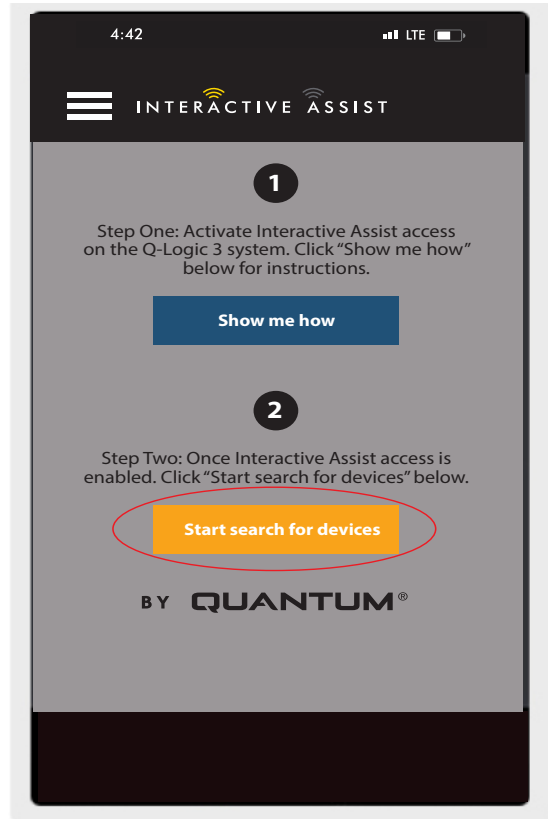 4:42
LTE
INTERACTIVE ASSIST
1
Step One: Activate Interactive Assist access
on the Q-Logic 3 system. Click “Show me how”
below for instructions.
Show me how
2
Step Two: Once Interactive Assist access is
enabled. Click “Start search for devices” below.
Start search for devices
BY QUANTUM®